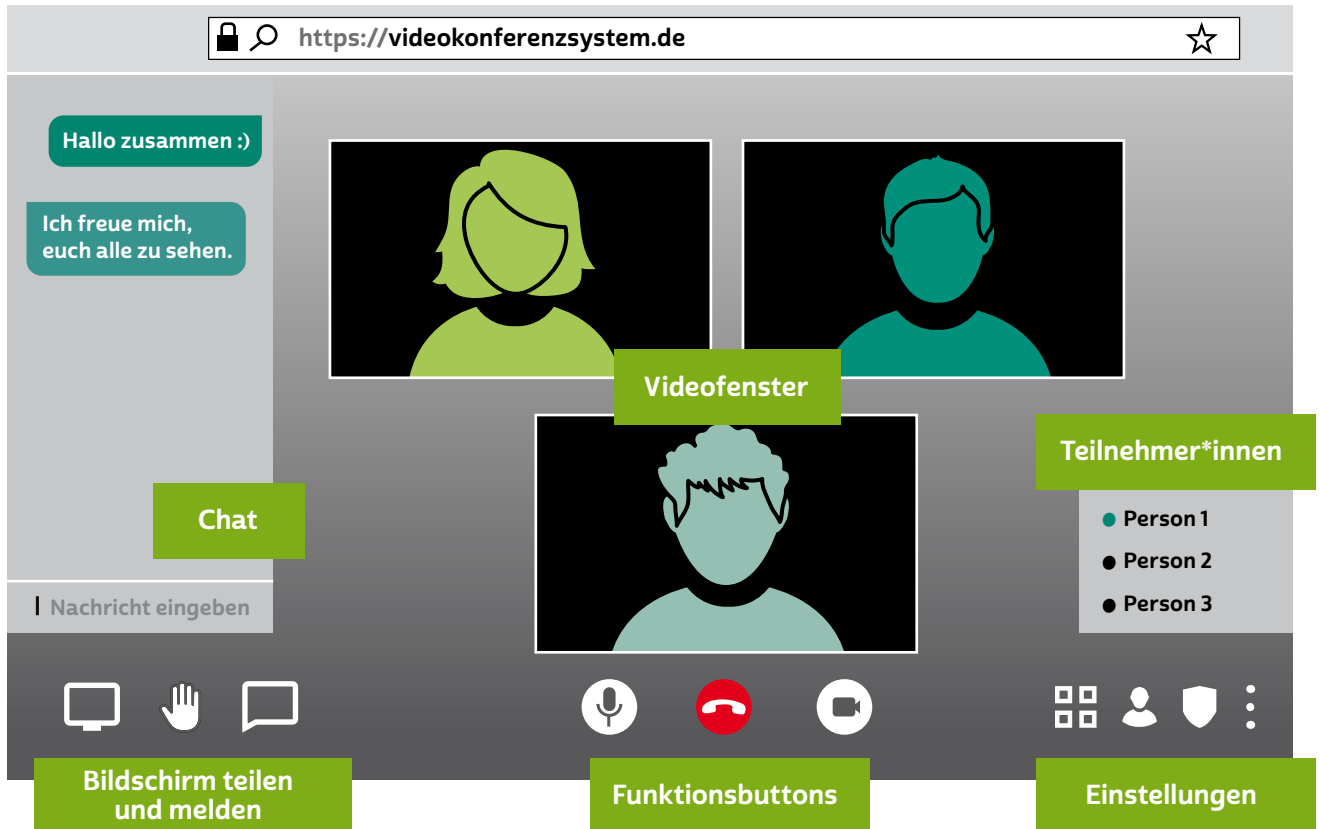 https://videokonferenzsystem.de
Hallo zusammen :)
Ich freue mich,
euch alle zu sehen.
Videofenster
Teilnehmer*innen
Chat
Person 1
Person 2
Person 3
Nachricht eingeben
Bildschirm teilen
und melden
Funktionsbuttons
Einstellungen